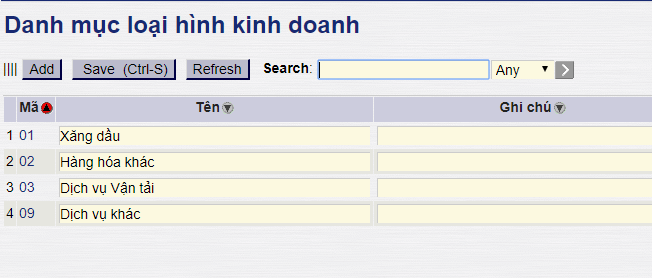 Danh mục loại hình kinh doanh
Add Save (Ctrl-S) Refresh Search: Any
Mã Tên Ghi chú
1 01 Xăng dầu
2 02 Hàng hóa khác
3 03 Dịch vụ Vận tải
4 09 Dịch vụ khác